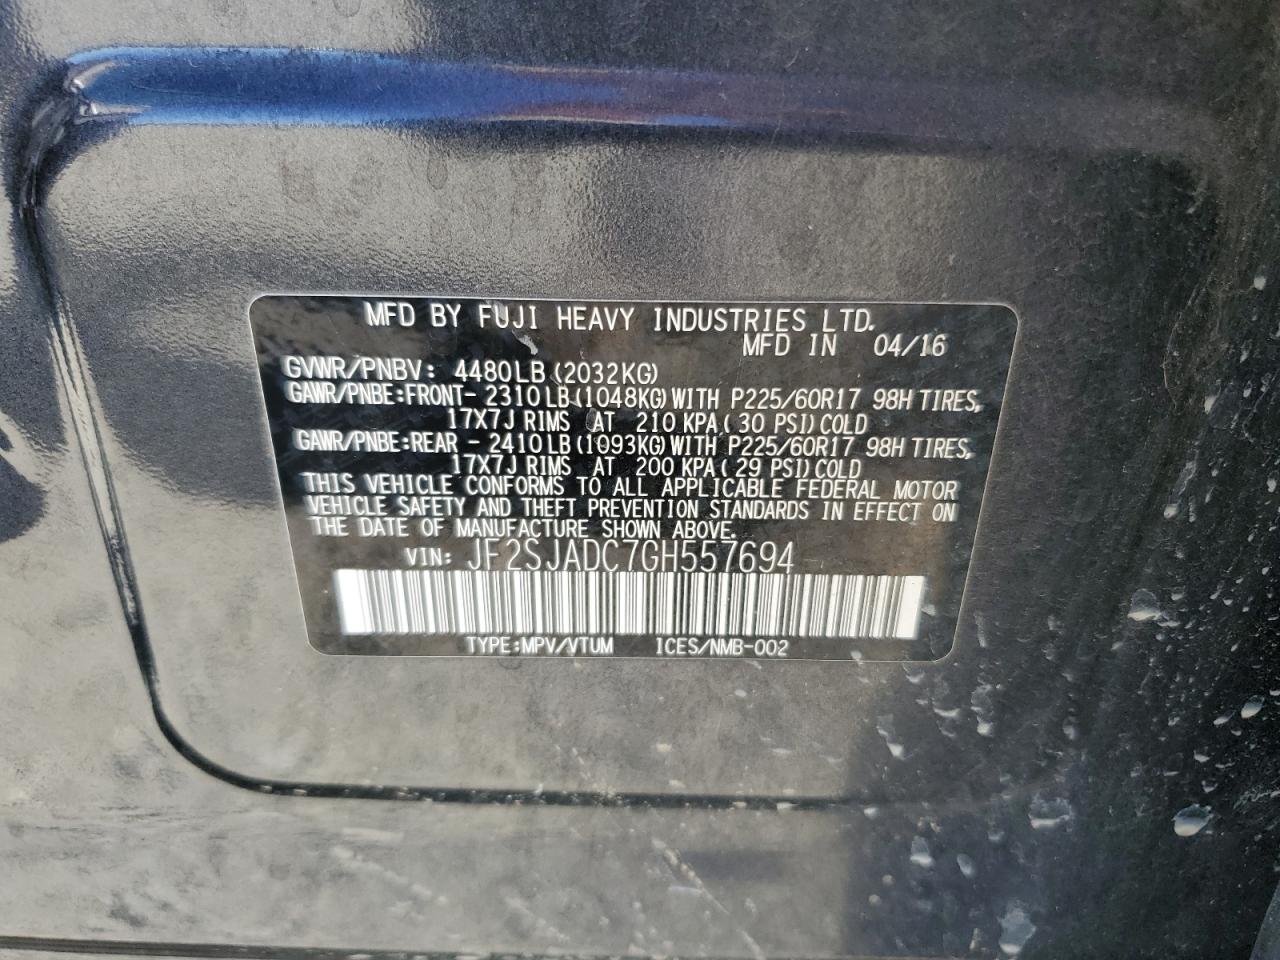 MFD BY FUJI HEAVY INDUSTRIES LTD.
MFD IN 04/16
GVWR/PNBV: 4480LB (2032KG)
GAWR/PNBE:FRONT- 2310LB (1048KG) WITH P225/60R17 98H TIRES,
17X7J RIMS AT 210 KPA( 30 PSI) COLD
GAWR/PNBE:REAR - 2410LB (1093KG) WITH P225/60R17 98H TIRES,
17X7J RIMS AT 200 KPA( 29 PSI) COLD
THIS VEHICLE CONFORMS TO ALL APPLICABLE FEDERAL MOTOR
VEHICLE SAFETY AND THEFT PREVENTION STANDARDS IN EFFECT ON
THE DATE OF MANUFACTURE SHOWN ABOVE.
VIN: JF2SJADC7GH557694
TYPE:MPV/VTUM ICES/NMB-002